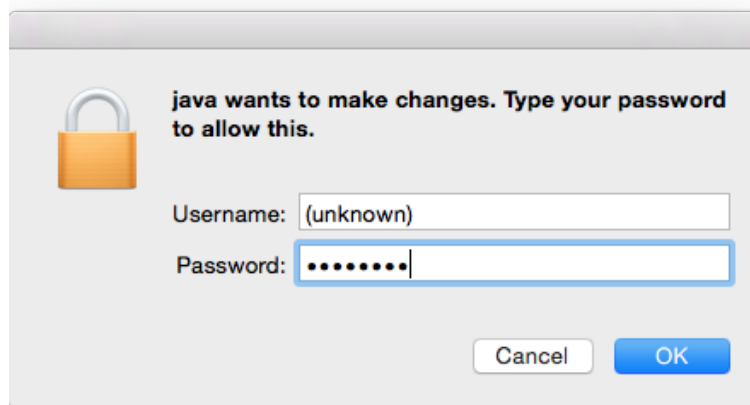 java wants to make changes. Type your password
to allow this.
Username: (unknown)
Password: ••••••••
Cancel OK